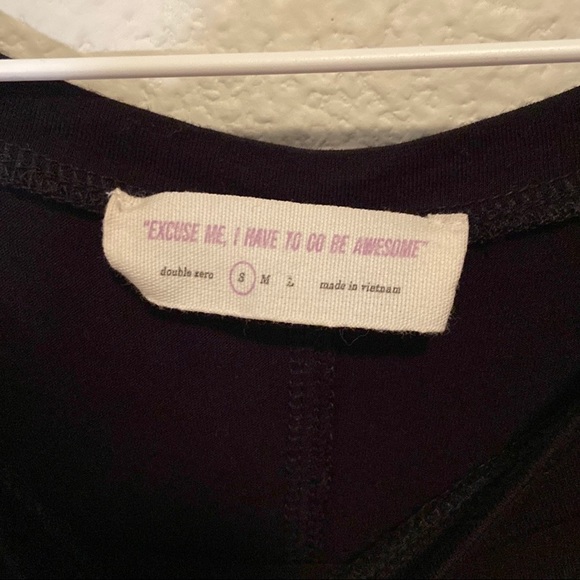 "EXCUSE ME, I HAVE TO GO BE AWESOME"
double zero S M L made in vietnam